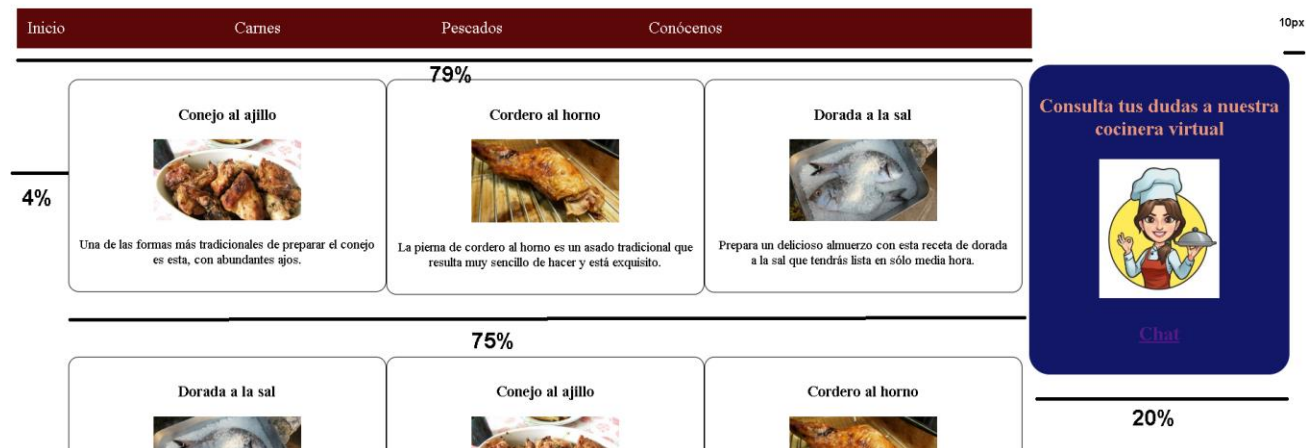 Inicio
Carnes
Pescados
Conócenos
10px
79%
Conejo al ajillo
Cordero al horno
Dorada a la sal
Consulta tus dudas a nuestra
cocinera virtual
4%
Una de las formas más tradicionales de preparar el conejo
es esta, con abundantes ajos.
La pierna de cordero al horno es un asado tradicional que
resulta muy sencillo de hacer y está exquisito.
Prepara un delicioso almuerzo con esta receta de dorada
a la sal que tendrás lista en sólo media hora.
Chat
75%
Dorada a la sal
Conejo al ajillo
Cordero al horno
20%